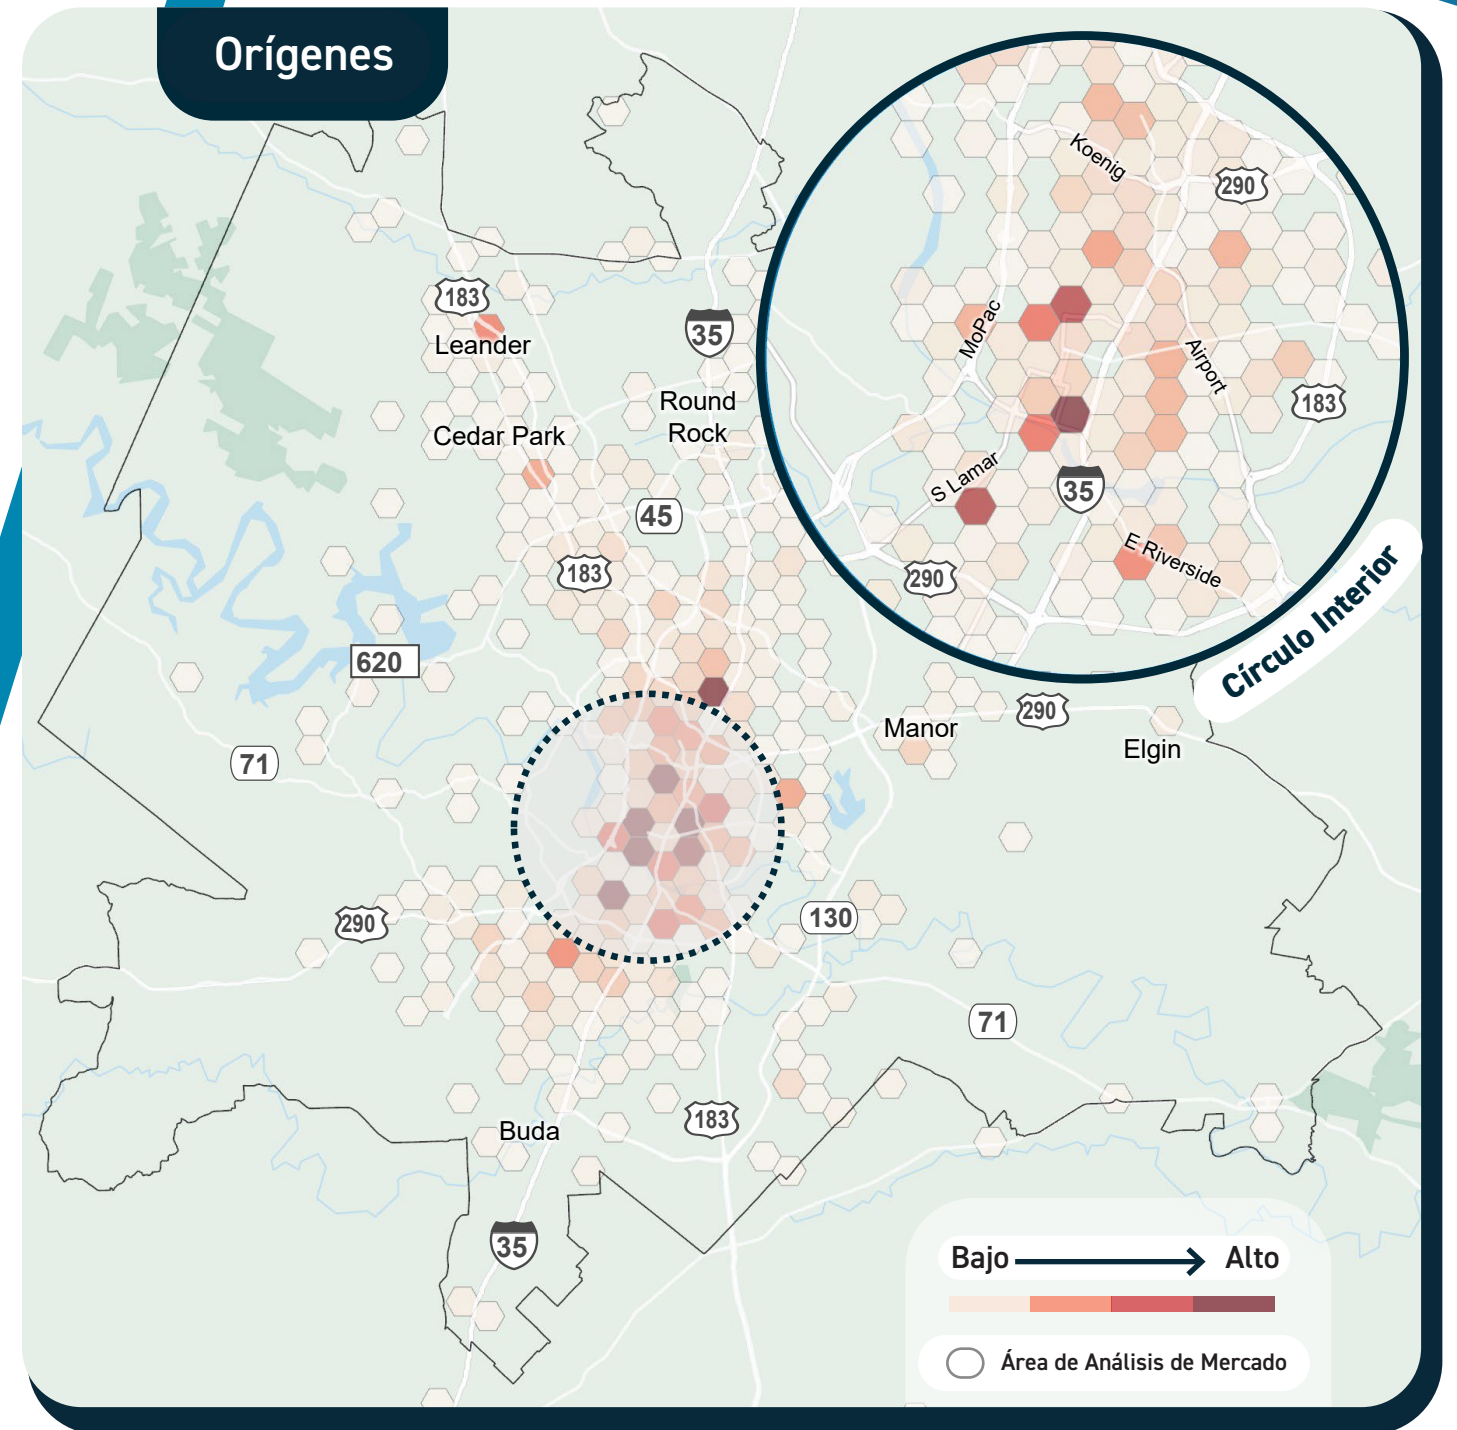 Orígenes
Koenig
290
183
Leander
35
MoPac
Airport
Round
Rock
183
Cedar Park
S Lamar
35
45
183
E Riverside
290
Círculo Interior
620
290
Manor
Elgin
71
290
130
71
183
Buda
35
Bajo
Alto
Área de Análisis de Mercado